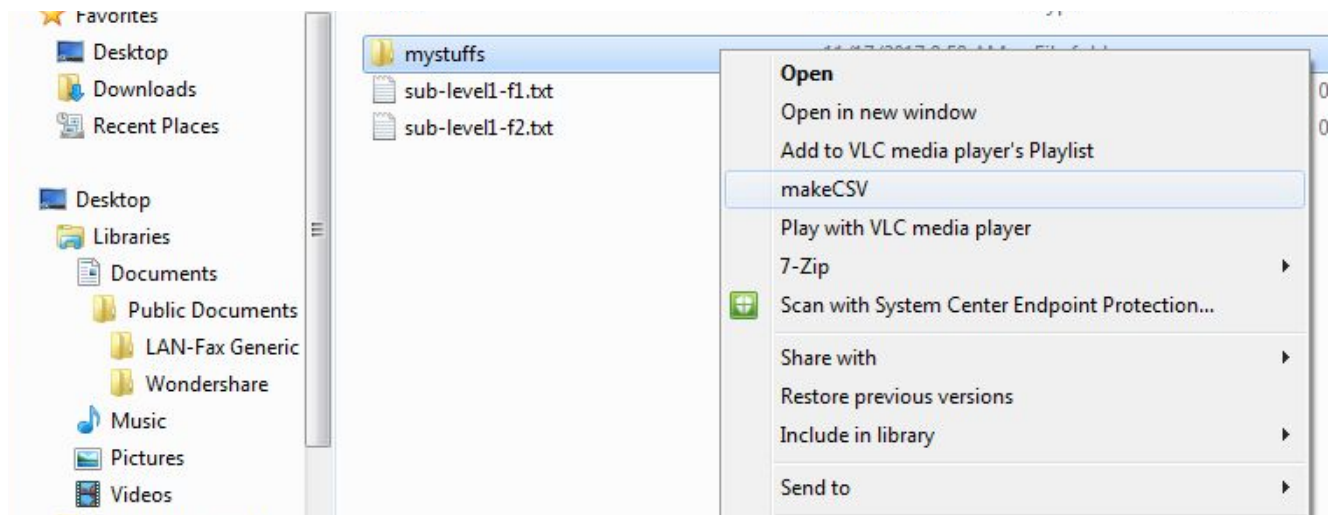 Favorites
Desktop
Downloads
Recent Places
Desktop
Libraries
Documents
Public Documents
LAN-Fax Generic
Wondershare
Music
Pictures
Videos
mystuffs
sub-level1-f1.txt
sub-level1-f2.txt
Open
Open in new window
Add to VLC media player's Playlist
makeCSV
Play with VLC media player
7-Zip
Scan with System Center Endpoint Protection...
Share with
Restore previous versions
Include in library
Send to